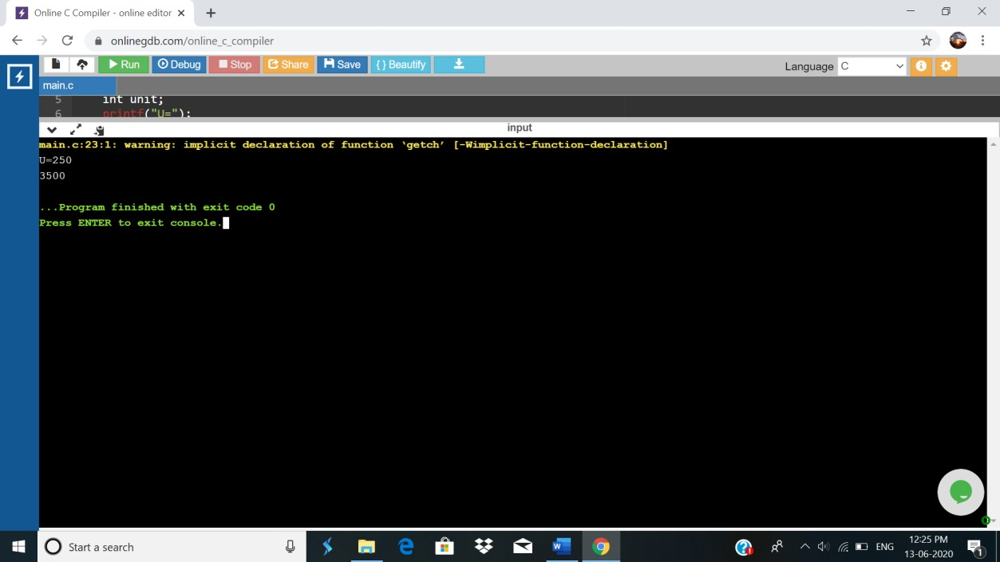 Online C Compiler - online editor
onlinegdb.com/online_c_compiler
Run Debug Stop Share Save { } Beautify
Language C
main.c
5 int unit;
6 printf("U=");
input
main.c:23:1: warning: implicit declaration of function ‘getch’ [-Wimplicit-function-declaration]
U=250
3500
...Program finished with exit code 0
Press ENTER to exit console.
Start a search
ENG
12:25 PM
13-06-2020
1